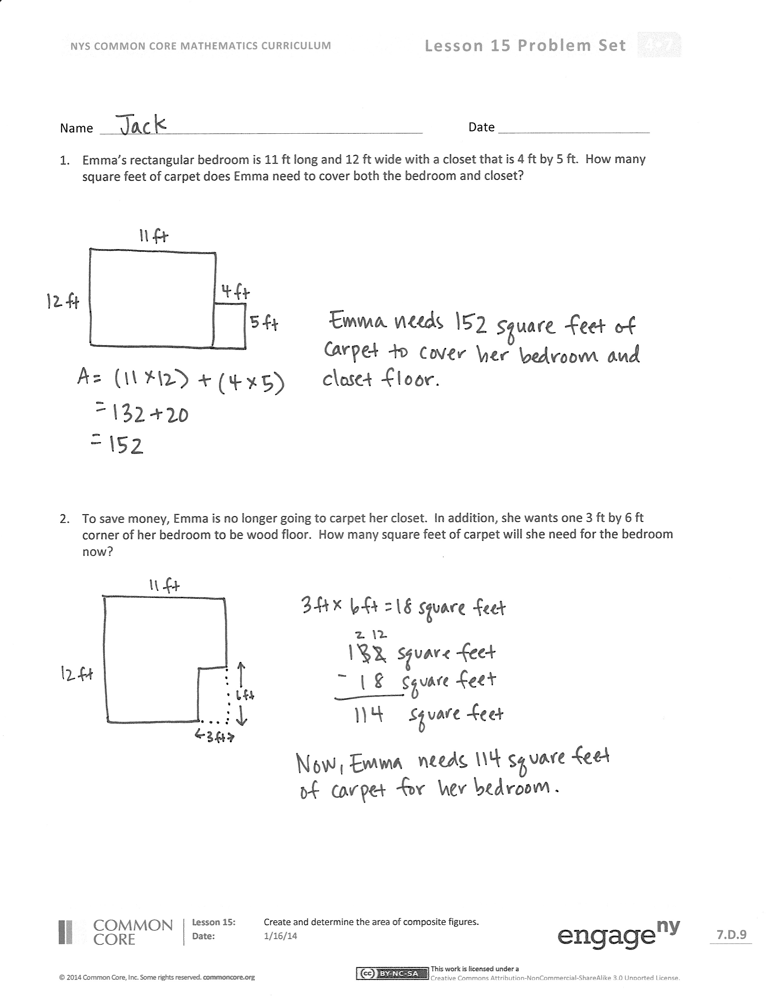 NYS COMMON CORE MATHEMATICS CURRICULUM Lesson 15 Problem Set 4•7
Name Jack Date
1. Emma's rectangular bedroom is 11 ft long and 12 ft wide with a closet that is 4 ft by 5 ft. How many
square feet of carpet does Emma need to cover both the bedroom and closet?
11 ft
4 ft
12 ft
5 ft
Emma needs 152 square feet of
carpet to cover her bedroom and
closet floor.
A = (11 × 12) + (4 × 5)
= 132 + 20
= 152
2. To save money, Emma is no longer going to carpet her closet. In addition, she wants one 3 ft by 6 ft
corner of her bedroom to be wood floor. How many square feet of carpet will she need for the bedroom
now?
11 ft
12 ft
6 ft
3 ft
3 ft × 6 ft = 18 square feet
2 12
132 square feet
- 18 square feet
114 square feet
Now, Emma needs 114 square feet
of carpet for her bedroom.
COMMON
CORE
Lesson 15: Create and determine the area of composite figures.
Date: 1/16/14
engage ny
7.D.9
© 2014 Common Core, Inc. Some rights reserved. commoncore.org
cc BY-NC-SA
This work is licensed under a
Creative Commons Attribution-NonCommercial-ShareAlike 3.0 Unported License.